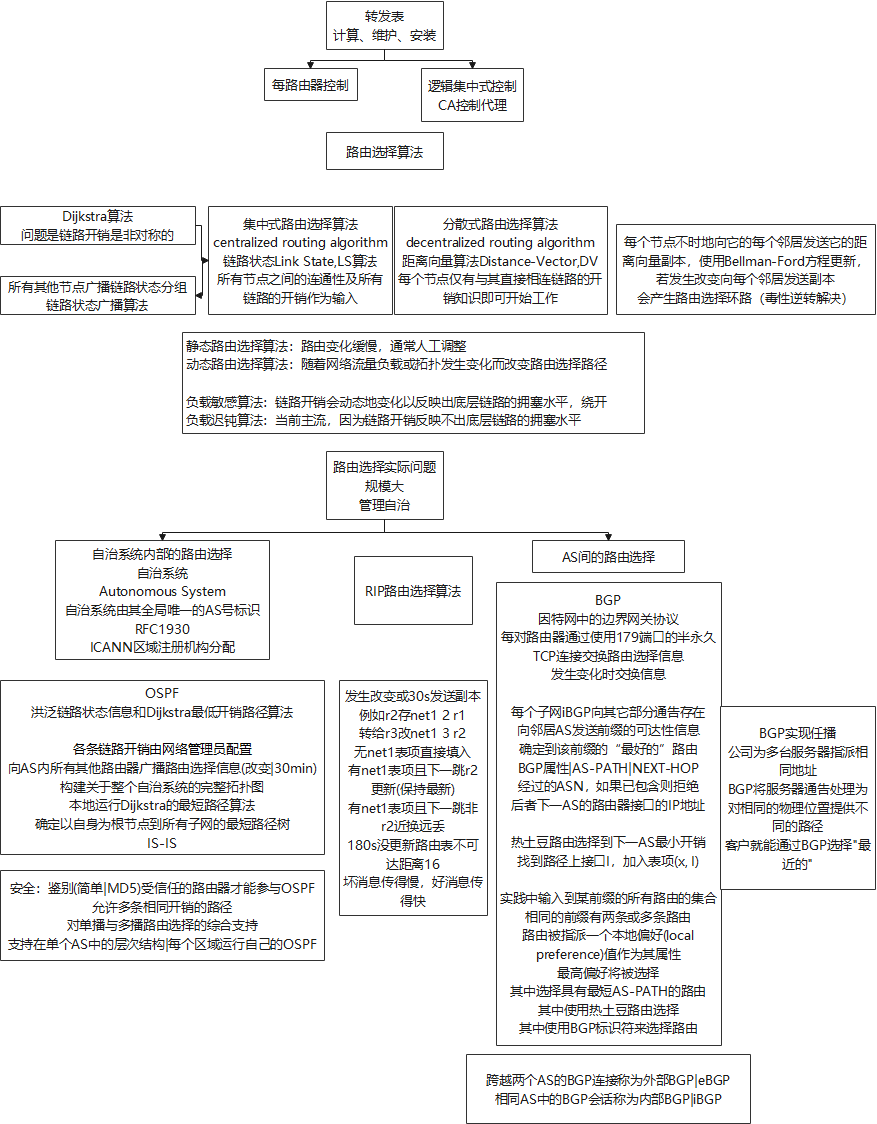 转发表
计算、维护、安装
每路由器控制
逻辑集中式控制
CA控制代理
路由选择算法
Dijkstra算法
问题是链路开销是非对称的
所有其他节点广播链路状态分组
链路状态广播算法
集中式路由选择算法
centralized routing algorithm
链路状态Link State,LS算法
所有节点之间的连通性及所有
链路的开销作为输入
分散式路由选择算法
decentralized routing algorithm
距离向量算法Distance-Vector,DV
每个节点仅有与其直接相连链路的开
销知识即可开始工作
每个节点不时地向它的每个邻居发送它的距
离向量副本，使用Bellman-Ford方程更新，
若发生改变向每个邻居发送副本
会产生路由选择环路（毒性逆转解决）
静态路由选择算法：路由变化缓慢，通常人工调整
动态路由选择算法：随着网络流量负载或拓扑发生变化而改变路由选择路径
负载敏感算法：链路开销会动态地变化以反映出底层链路的拥塞水平，绕开
负载迟钝算法：当前主流，因为链路开销反映不出底层链路的拥塞水平
路由选择实际问题
规模大
管理自治
自治系统内部的路由选择
自治系统
Autonomous System
自治系统由其全局唯一的AS号标识
RFC1930
ICANN区域注册机构分配
RIP路由选择算法
AS间的路由选择
OSPF
洪泛链路状态信息和Dijkstra最低开销路径算法
各条链路开销由网络管理员配置
向AS内所有其他路由器广播路由选择信息(改变|30min)
构建关于整个自治系统的完整拓扑图
本地运行Dijkstra的最短路径算法
确定以自身为根节点到所有子网的最短路径树
IS-IS
安全：鉴别(简单|MD5)受信任的路由器才能参与OSPF
允许多条相同开销的路径
对单播与多播路由选择的综合支持
支持在单个AS中的层次结构|每个区域运行自己的OSPF
发生改变或30s发送副本
例如r2存net1 2 r1
转给r3改net1 3 r2
无net1表项直接填入
有net1表项且下一跳r2
更新(保持最新)
有net1表项且下一跳非
r2近换远丢
180s没更新路由表不可
达距离16
坏消息传得慢，好消息传
得快
BGP
因特网中的边界网关协议
每对路由器通过使用179端口的半永久
TCP连接交换路由选择信息
发生变化时交换信息
每个子网iBGP向其它部分通告存在
向邻居AS发送前缀的可达性信息
确定到该前缀的“最好的”路由
BGP属性|AS-PATH|NEXT-HOP
经过的ASN，如果已包含则拒绝
后者下一AS的路由器接口的IP地址
热土豆路由选择到下一AS最小开销
找到路径上接口I，加入表项(x, I)
实践中输入到某前缀的所有路由的集合
相同的前缀有两条或多条路由
路由被指派一个本地偏好(local
preference)值作为其属性
最高偏好将被选择
其中选择具有最短AS-PATH的路由
其中使用热土豆路由选择
其中使用BGP标识符来选择路由
BGP实现任播
公司为多台服务器指派相
同地址
BGP将服务器通告处理为
对相同的物理位置提供不
同的路径
客户就能通过BGP选择"最
近的"
跨越两个AS的BGP连接称为外部BGP|eBGP
相同AS中的BGP会话称为内部BGP|iBGP